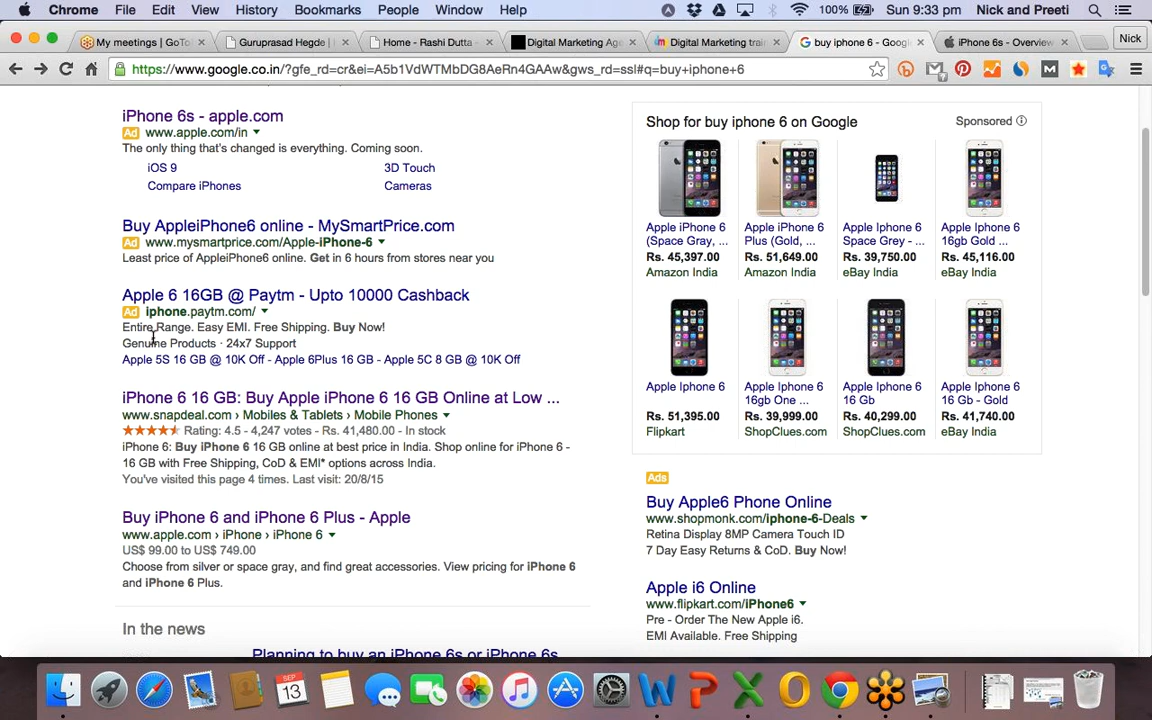 Chrome File Edit View History Bookmarks People Window Help
100% Sun 9:33 pm Nick and Preeti
My meetings | GoTo
Guruprasad Hegde |
Home - Rashi Dutta -
Digital Marketing Age
Digital Marketing train
buy iphone 6 - Google
iPhone 6s - Overview
Nick
https://www.google.co.in/?gfe_rd=cr&ei=A5b1VdWTMbDG8AeRn4GAAw&gws_rd=ssl#q=buy+iphone+6
iPhone 6s - apple.com
Ad www.apple.com/in
The only thing that's changed is everything. Coming soon.
iOS 9 3D Touch
Compare iPhones Cameras
Buy AppleiPhone6 online - MySmartPrice.com
Ad www.mysmartprice.com/Apple-iPhone-6
Least price of AppleiPhone6 online. Get in 6 hours from stores near you
Apple 6 16GB @ Paytm - Upto 10000 Cashback
Ad iphone.paytm.com/
Entire Range. Easy EMI. Free Shipping. Buy Now!
Genuine Products · 24x7 Support
Apple 5S 16 GB @ 10K Off - Apple 6Plus 16 GB - Apple 5C 8 GB @ 10K Off
iPhone 6 16 GB: Buy Apple iPhone 6 16 GB Online at Low ...
www.snapdeal.com › Mobiles & Tablets › Mobile Phones
Rating: 4.5 - 4,247 votes - Rs. 41,480.00 - In stock
iPhone 6: Buy iPhone 6 16 GB online at best price in India. Shop online for iPhone 6 -
16 GB with Free Shipping, CoD & EMI* options across India.
You've visited this page 4 times. Last visit: 20/8/15
Buy iPhone 6 and iPhone 6 Plus - Apple
www.apple.com › iPhone › iPhone 6
US$ 99.00 to US$ 749.00
Choose from silver or space gray, and find great accessories. View pricing for iPhone 6
and iPhone 6 Plus.
In the news
Planning to buy an iPhone 6s or iPhone 6s
Shop for buy iphone 6 on Google Sponsored
Apple iPhone 6
(Space Gray, ...
Rs. 45,397.00
Amazon India
Apple iPhone 6
Plus (Gold, ...
Rs. 51,649.00
Amazon India
Apple Iphone 6
Space Grey - ...
Rs. 39,750.00
eBay India
Apple Iphone 6
16gb Gold ...
Rs. 45,116.00
eBay India
Apple Iphone 6
Rs. 51,395.00
Flipkart
Apple Iphone 6
16gb One ...
Rs. 39,999.00
ShopClues.com
Apple Iphone 6
16 Gb
Rs. 40,299.00
ShopClues.com
Apple Iphone 6
16 Gb - Gold
Rs. 41,740.00
eBay India
Ads
Buy Apple6 Phone Online
www.shopmonk.com/iphone-6-Deals
Retina Display 8MP Camera Touch ID
7 Day Easy Returns & CoD. Buy Now!
Apple i6 Online
www.flipkart.com/iPhone6
Pre - Order The New Apple i6.
EMI Available. Free Shipping
SEP
13